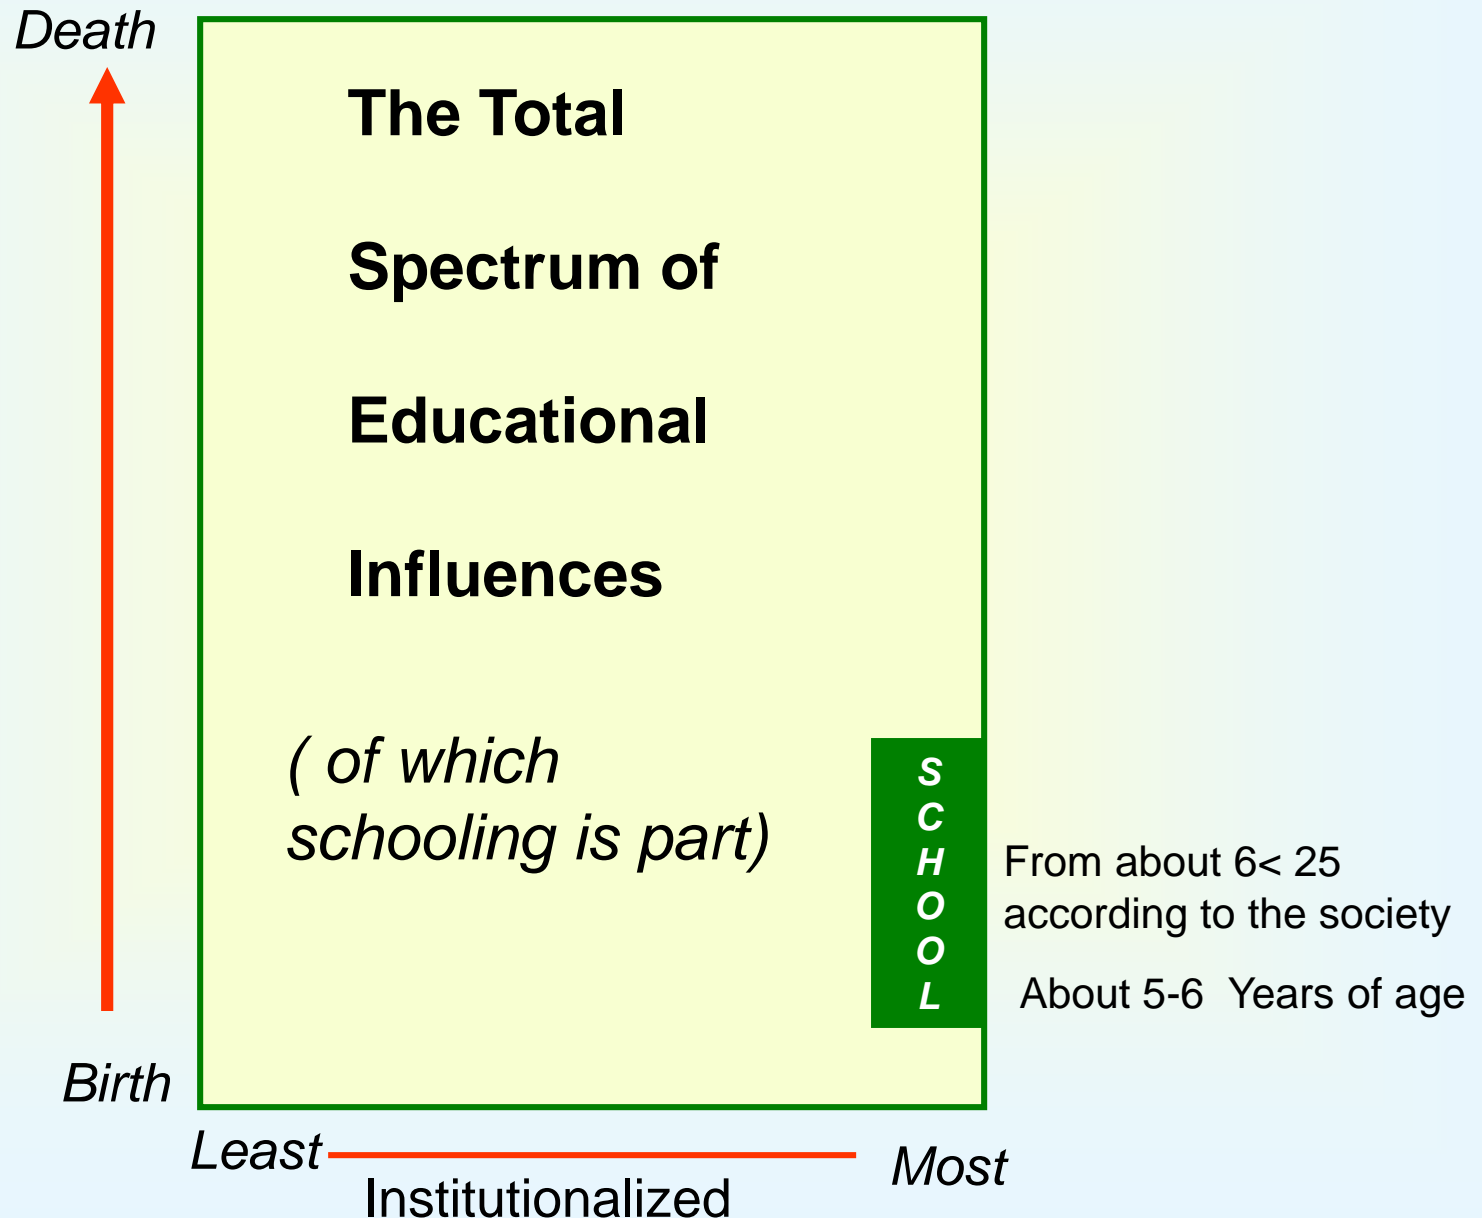 Death
The Total
Spectrum of
Educational
Influences
( of which
schooling is part)
S
C
H
O
O
L
From about 6< 25
according to the society
About 5-6 Years of age
Birth
Least
Most
Institutionalized